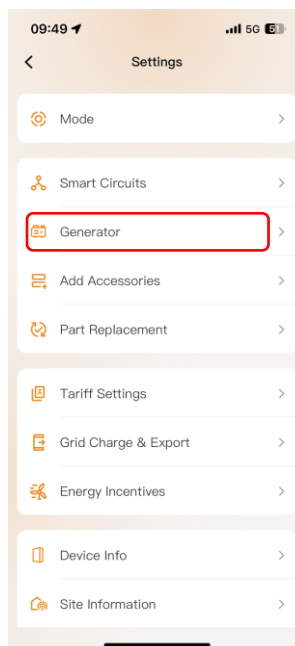 09:49
5G 51
Settings
Mode
Smart Circuits
Generator
Add Accessories
Part Replacement
Tariff Settings
Grid Charge & Export
Energy Incentives
Device Info
Site Information